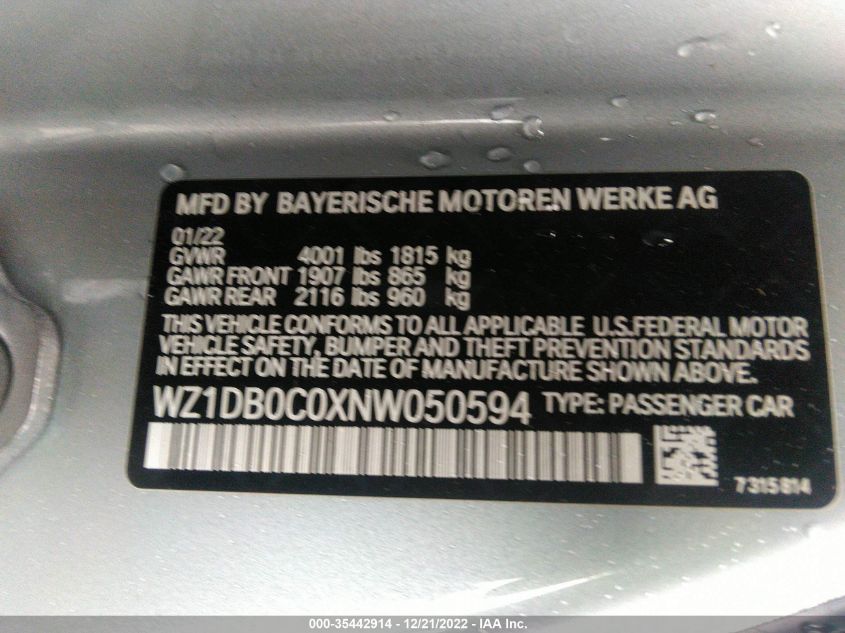 MFD BY BAYERISCHE MOTOREN WERKE AG
01/22
GVWR 4001 lbs 1815 kg
GAWR FRONT 1907 lbs 865 kg
GAWR REAR 2116 lbs 960 kg
THIS VEHICLE CONFORMS TO ALL APPLICABLE U.S.FEDERAL MOTOR
VEHICLE SAFETY, BUMPER AND THEFT PREVENTION STANDARDS
IN EFFECT ON THE DATE OF MANUFACTURE SHOWN ABOVE.
WZ1DB0C0XNW050594 TYPE: PASSENGER CAR
7315814
000-35442914 - 12/21/2022 - IAA Inc.